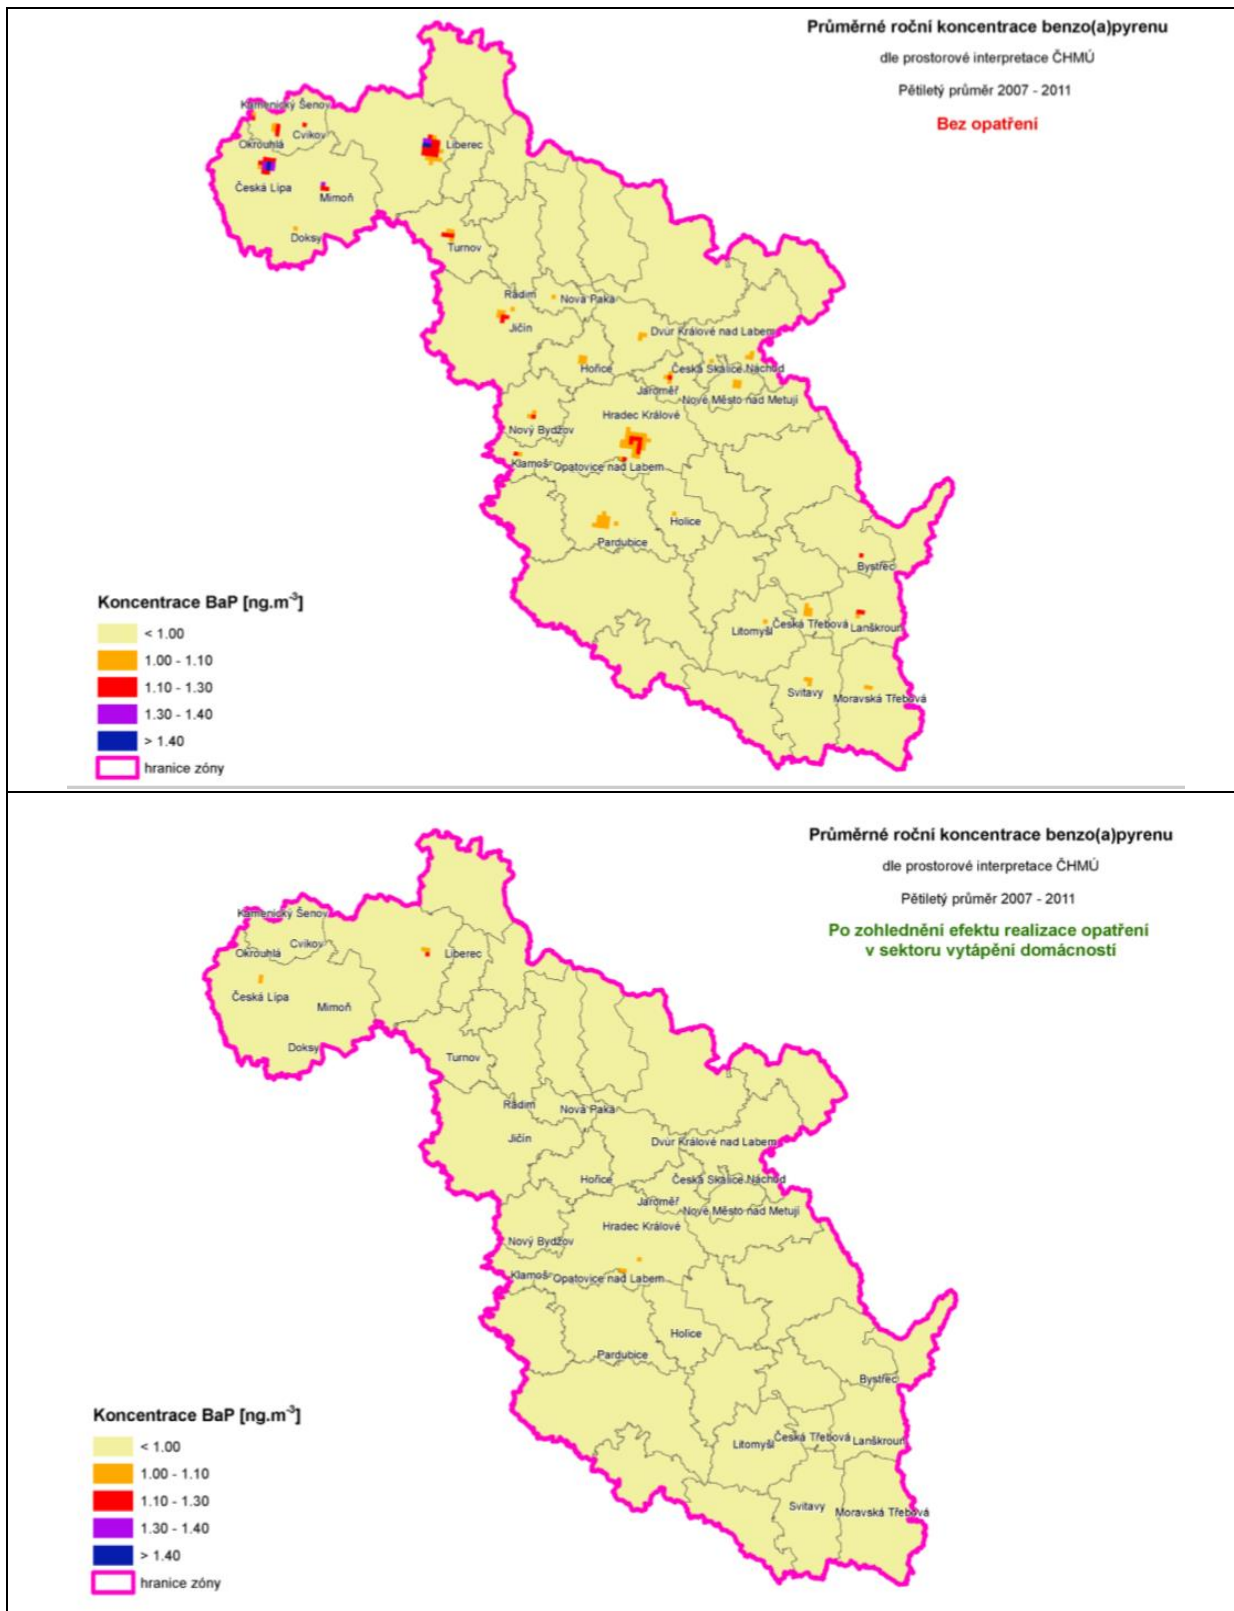 Průměrné roční koncentrace benzo(a)pyrenu
dle prostorové interpretace ČHMÚ
Pětiletý průměr 2007 - 2011
Bez opatření
Kamenický Šenov
Cvikov
Okrouhlá
Liberec
Česká Lípa
Mimoň
Doksy
Turnov
Radim
Nová Paka
Jičín
Dvůr Králové nad Labem
Hořice
Česká Skalice
Náchod
Jaroměř
Nové Město nad Metují
Hradec Králové
Nový Bydžov
Klamoš
Opatovice nad Labem
Holice
Pardubice
Bystřec
Litomyšl
Česká Třebová
Lanškroun
Svitavy
Moravská Třebová
Koncentrace BaP [ng.m-3]
< 1.00
1.00 - 1.10
1.10 - 1.30
1.30 - 1.40
> 1.40
hranice zóny
Průměrné roční koncentrace benzo(a)pyrenu
dle prostorové interpretace ČHMÚ
Pětiletý průměr 2007 - 2011
Po zohlednění efektu realizace opatření
v sektoru vytápění domácností
Kamenický Šenov
Cvikov
Okrouhlá
Liberec
Česká Lípa
Mimoň
Doksy
Turnov
Radim
Nová Paka
Jičín
Dvůr Králové nad Labem
Hořice
Česká Skalice
Náchod
Jaroměř
Nové Město nad Metují
Hradec Králové
Nový Bydžov
Klamoš
Opatovice nad Labem
Holice
Pardubice
Bystřec
Litomyšl
Česká Třebová
Lanškroun
Svitavy
Moravská Třebová
Koncentrace BaP [ng.m-3]
< 1.00
1.00 - 1.10
1.10 - 1.30
1.30 - 1.40
> 1.40
hranice zóny